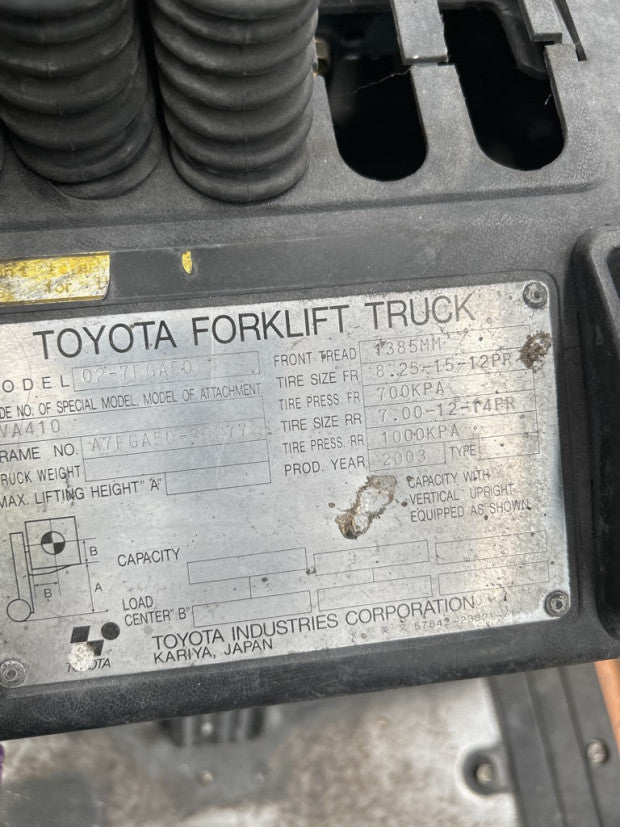 for
TOYOTA FORKLIFT TRUCK
ODEL 02-7FGA50
DE NO. OF SPECIAL MODEL, MODEL OF ATTACHMENT
VA410
RAME NO. A7FGA50-
RUCK WEIGHT
MAX. LIFTING HEIGHT "A"
FRONT TREAD 1385MM
TIRE SIZE FR 8.25-15-12PR
TIRE PRESS. FR 700KPA
TIRE SIZE RR 7.00-12-14PR
TIRE PRESS. RR 1000KPA
PROD. YEAR 2003 TYPE
CAPACITY WITH
VERTICAL UPRIGHT
EQUIPPED AS SHOWN
B
B
A
CAPACITY
LOAD
CENTER "B"
TOYOTA
TOYOTA INDUSTRIES CORPORATION
KARIYA, JAPAN